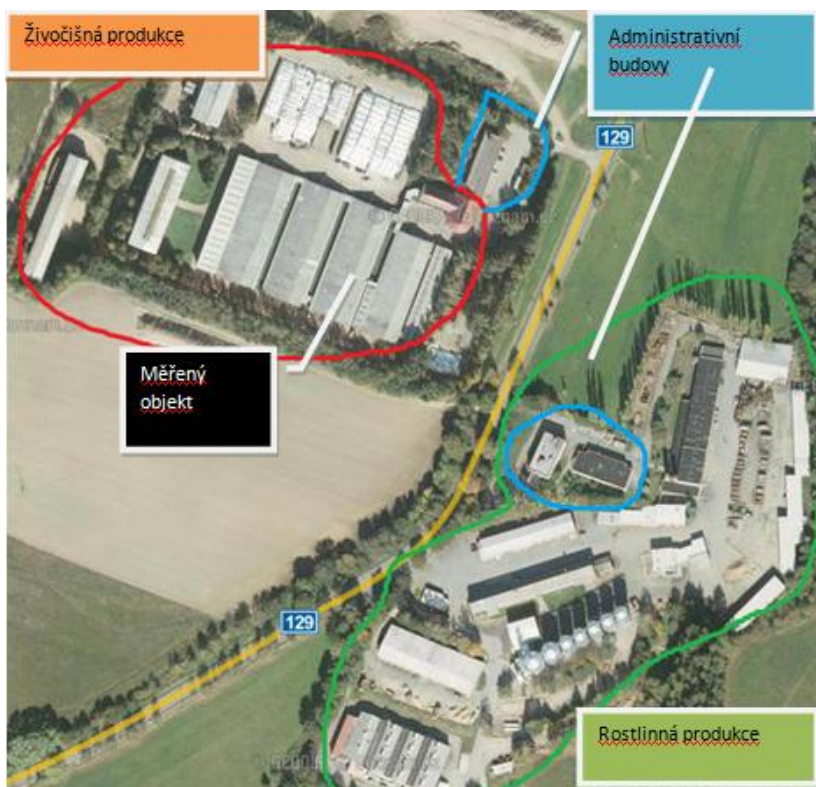 Živočišná produkce
Administrativní
budovy
129
Měřený
objekt
129
Rostlinná produkce